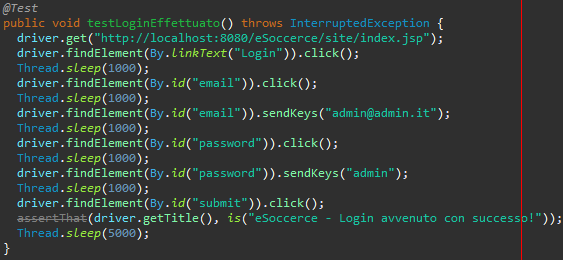 @Test
public void testLoginEffettuato() throws InterruptedException {
driver.get("http://localhost:8080/eSoccerce/site/index.jsp");
driver.findElement(By.linkText("Login")).click();
Thread.sleep(1000);
driver.findElement(By.id("email")).click();
Thread.sleep(1000);
driver.findElement(By.id("email")).sendKeys("admin@admin.it");
Thread.sleep(1000);
driver.findElement(By.id("password")).click();
Thread.sleep(1000);
driver.findElement(By.id("password")).sendKeys("admin");
Thread.sleep(1000);
driver.findElement(By.id("submit")).click();
assertThat(driver.getTitle(), is("eSoccerce - Login avvenuto con successo!"));
Thread.sleep(5000);
}